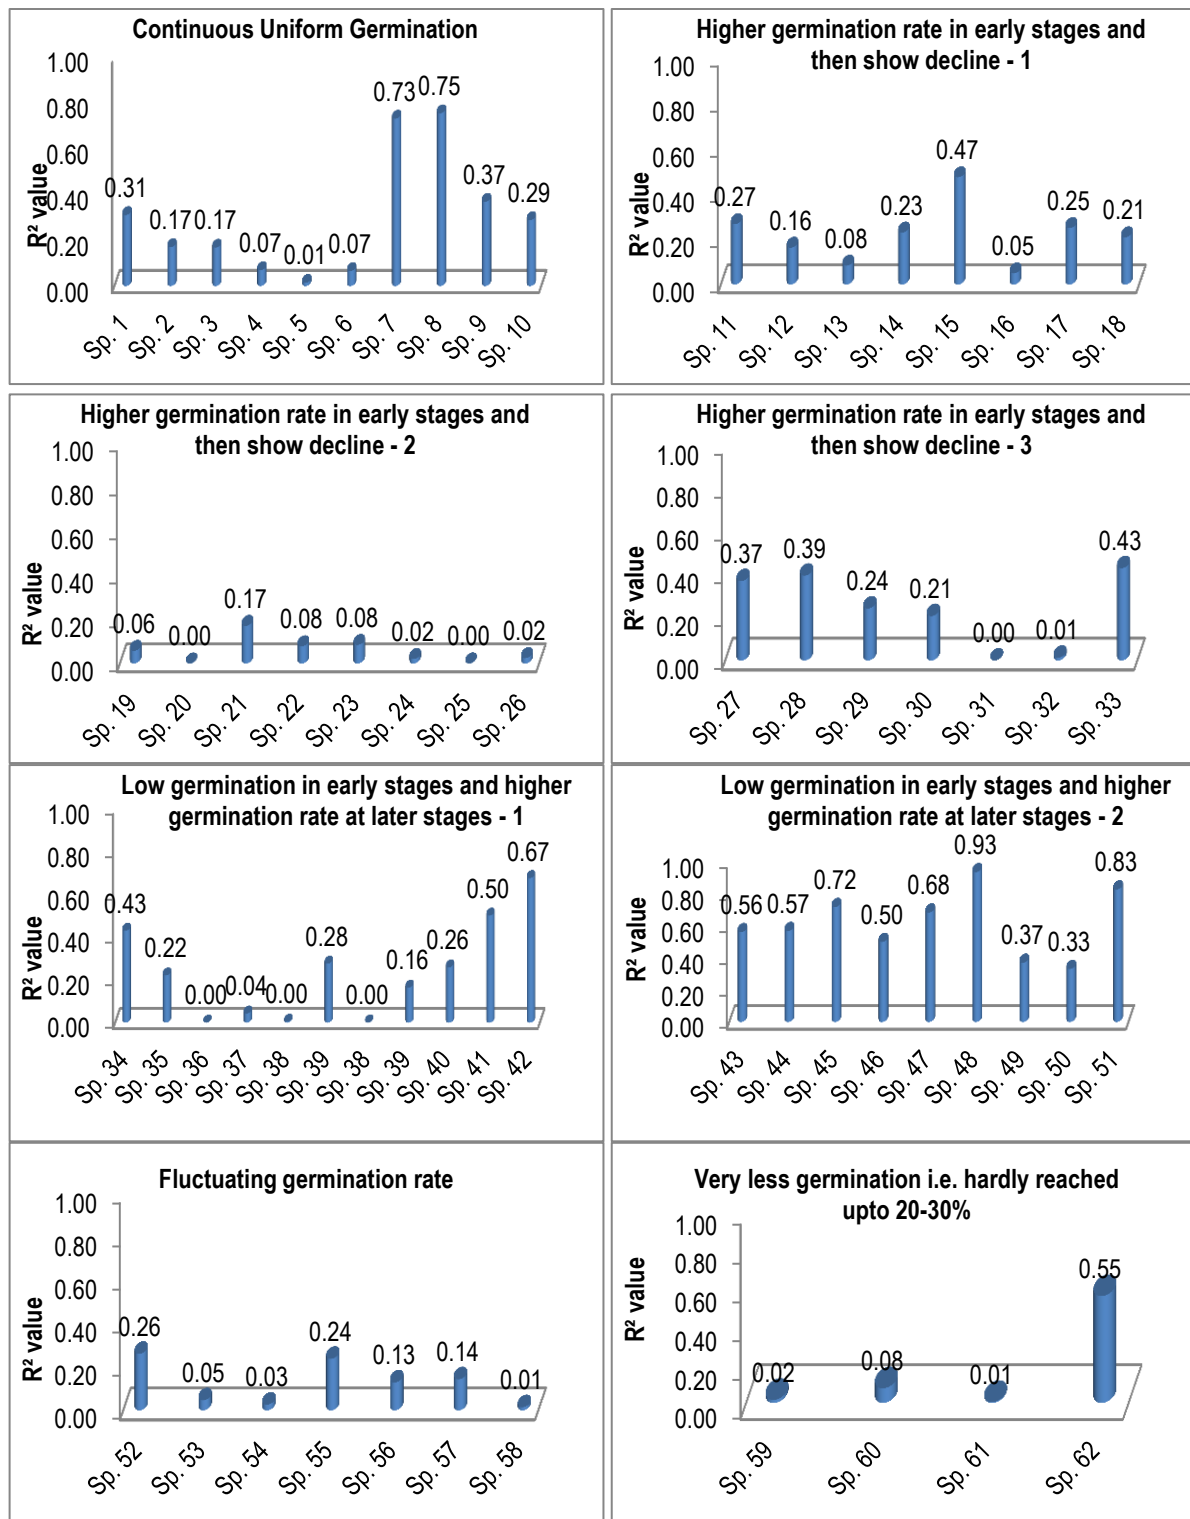 Continuous Uniform Germination
R² value
1.00
0.80
0.60
0.40
0.20
0.00
0.31
0.17
0.17
0.07
0.01
0.07
0.73
0.75
0.37
0.29
Sp. 1
Sp. 2
Sp. 3
Sp. 4
Sp. 5
Sp. 6
Sp. 7
Sp. 8
Sp. 9
Sp. 10
Higher germination rate in early stages and
then show decline - 1
R² value
1.00
0.80
0.60
0.40
0.20
0.00
0.27
0.16
0.08
0.23
0.47
0.05
0.25
0.21
Sp. 11
Sp. 12
Sp. 13
Sp. 14
Sp. 15
Sp. 16
Sp. 17
Sp. 18
Higher germination rate in early stages and
then show decline - 2
R² value
1.00
0.80
0.60
0.40
0.20
0.00
0.06
0.00
0.17
0.08
0.08
0.02
0.00
0.02
Sp. 19
Sp. 20
Sp. 21
Sp. 22
Sp. 23
Sp. 24
Sp. 25
Sp. 26
Higher germination rate in early stages and
then show decline - 3
R² value
1.00
0.80
0.60
0.40
0.20
0.00
0.37
0.39
0.24
0.21
0.00
0.01
0.43
Sp. 27
Sp. 28
Sp. 29
Sp. 30
Sp. 31
Sp. 32
Sp. 33
Low germination in early stages and higher
germination rate at later stages - 1
R² value
1.00
0.80
0.60
0.40
0.20
0.00
0.43
0.22
0.00
0.04
0.00
0.28
0.00
0.16
0.26
0.50
0.67
Sp. 34
Sp. 35
Sp. 36
Sp. 37
Sp. 38
Sp. 39
Sp. 38
Sp. 39
Sp. 40
Sp. 41
Sp. 42
Low germination in early stages and higher
germination rate at later stages - 2
R² value
1.00
0.80
0.60
0.40
0.20
0.00
0.56
0.57
0.72
0.50
0.68
0.93
0.37
0.33
0.83
Sp. 43
Sp. 44
Sp. 45
Sp. 46
Sp. 47
Sp. 48
Sp. 49
Sp. 50
Sp. 51
Fluctuating germination rate
R² value
1.00
0.80
0.60
0.40
0.20
0.00
0.26
0.05
0.03
0.24
0.13
0.14
0.01
Sp. 52
Sp. 53
Sp. 54
Sp. 55
Sp. 56
Sp. 57
Sp. 58
Very less germination i.e. hardly reached
upto 20-30%
R² value
1.00
0.80
0.60
0.40
0.20
0.00
0.02
0.08
0.01
0.55
Sp. 59
Sp. 60
Sp. 61
Sp. 62